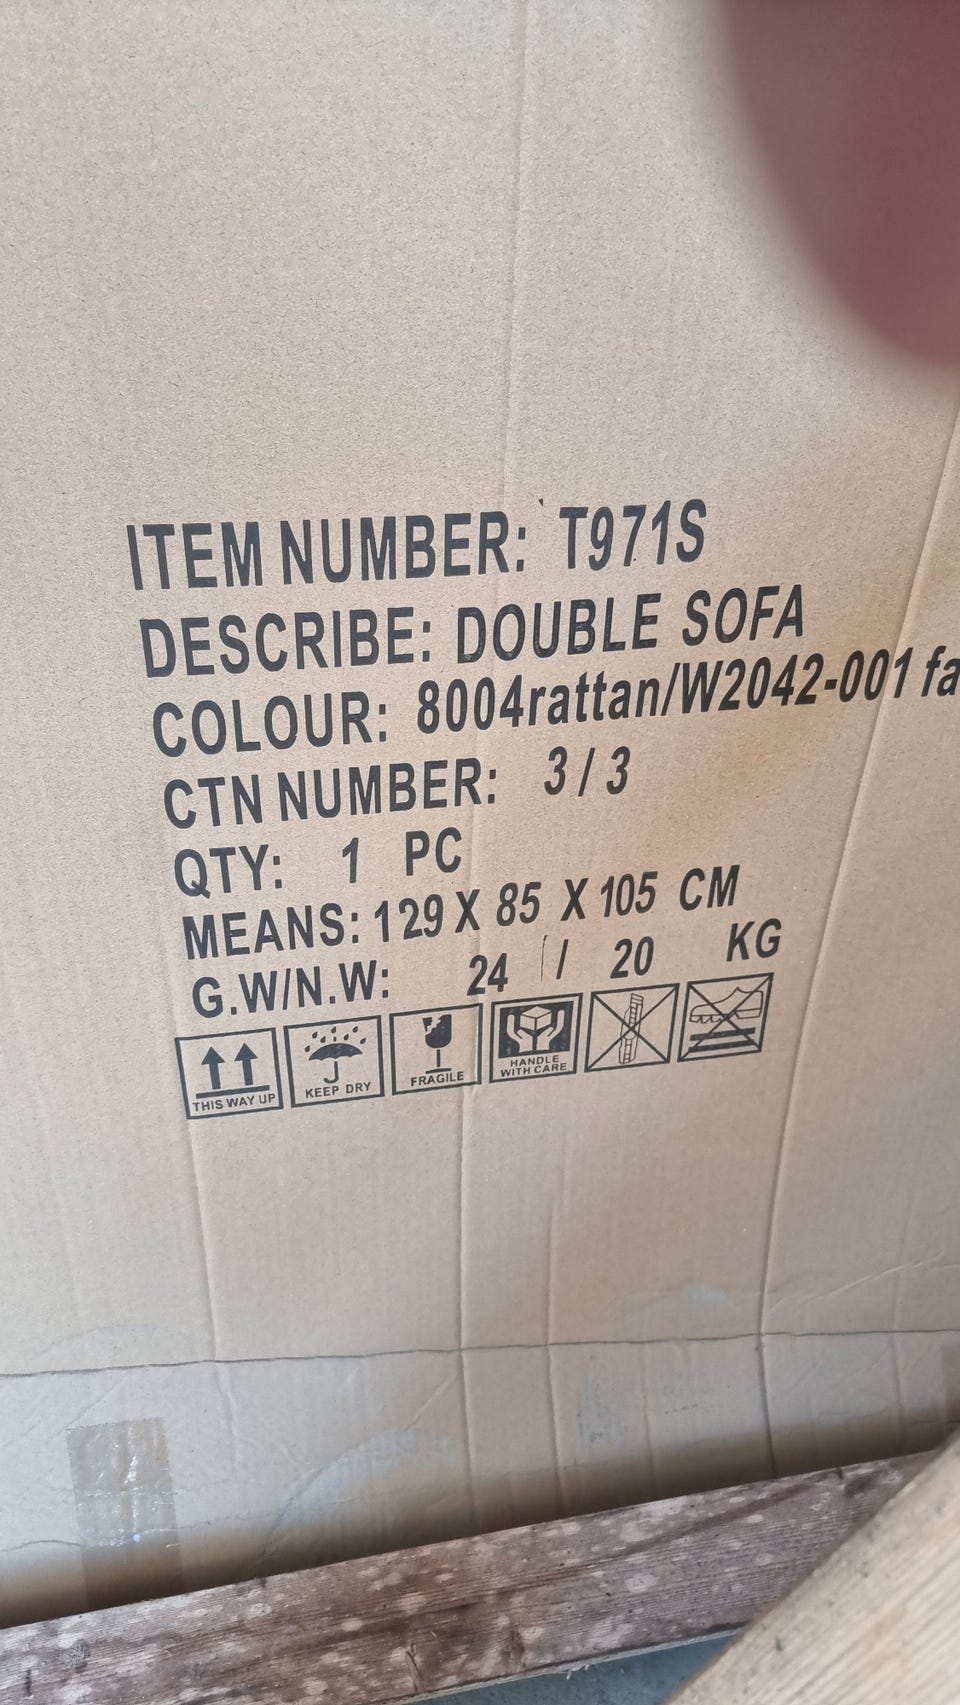 ITEM NUMBER: T971S
DESCRIBE: DOUBLE SOFA
COLOUR: 8004rattan/W2042-001 fa
CTN NUMBER: 3 / 3
QTY: 1 PC
MEANS: 129 X 85 X 105 CM
G.W/N.W: 24 / 20 KG
THIS WAY UP
KEEP DRY
FRAGILE
HANDLE
WITH CARE